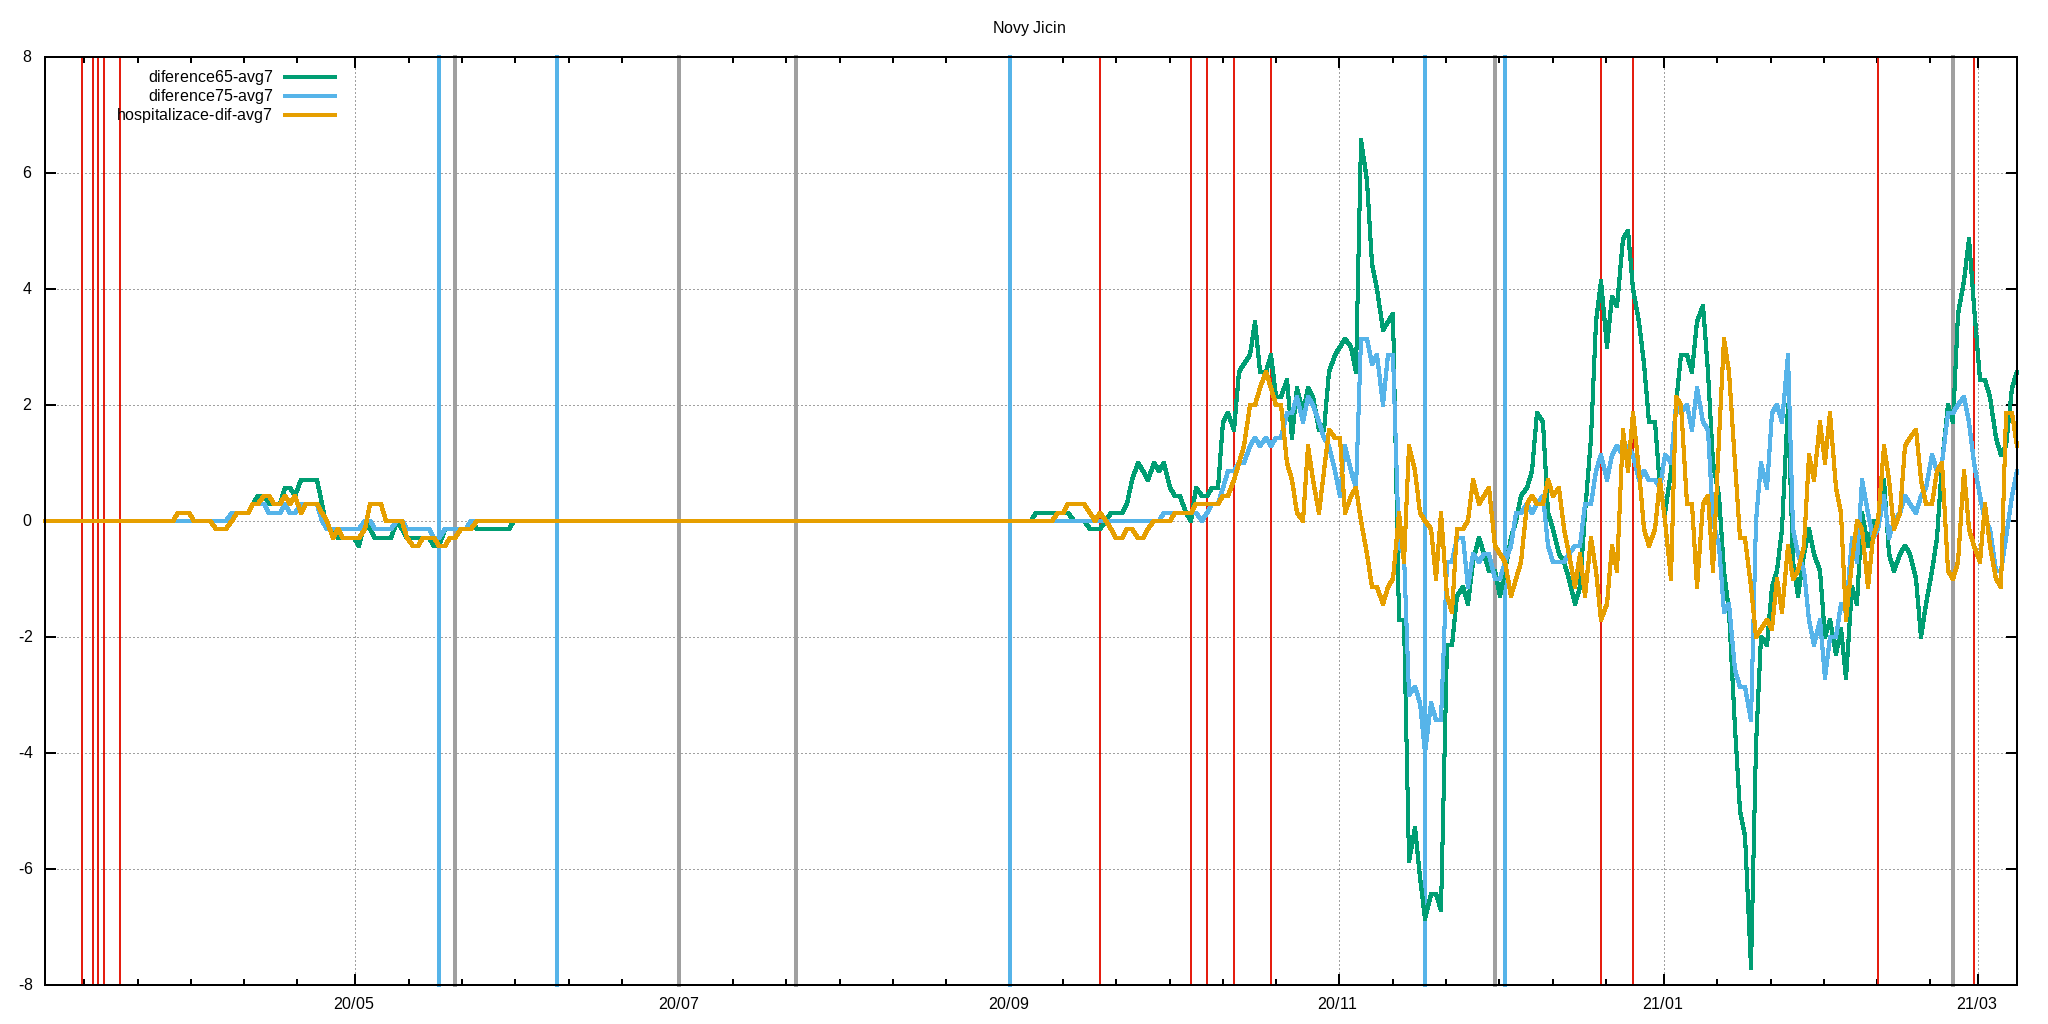 Novy Jicin
8
diference65-avg7
diference75-avg7
hospitalizace-dif-avg7
6
4
2
0
-2
-4
-6
-8
20/05 20/07 20/09 20/11 21/01 21/03